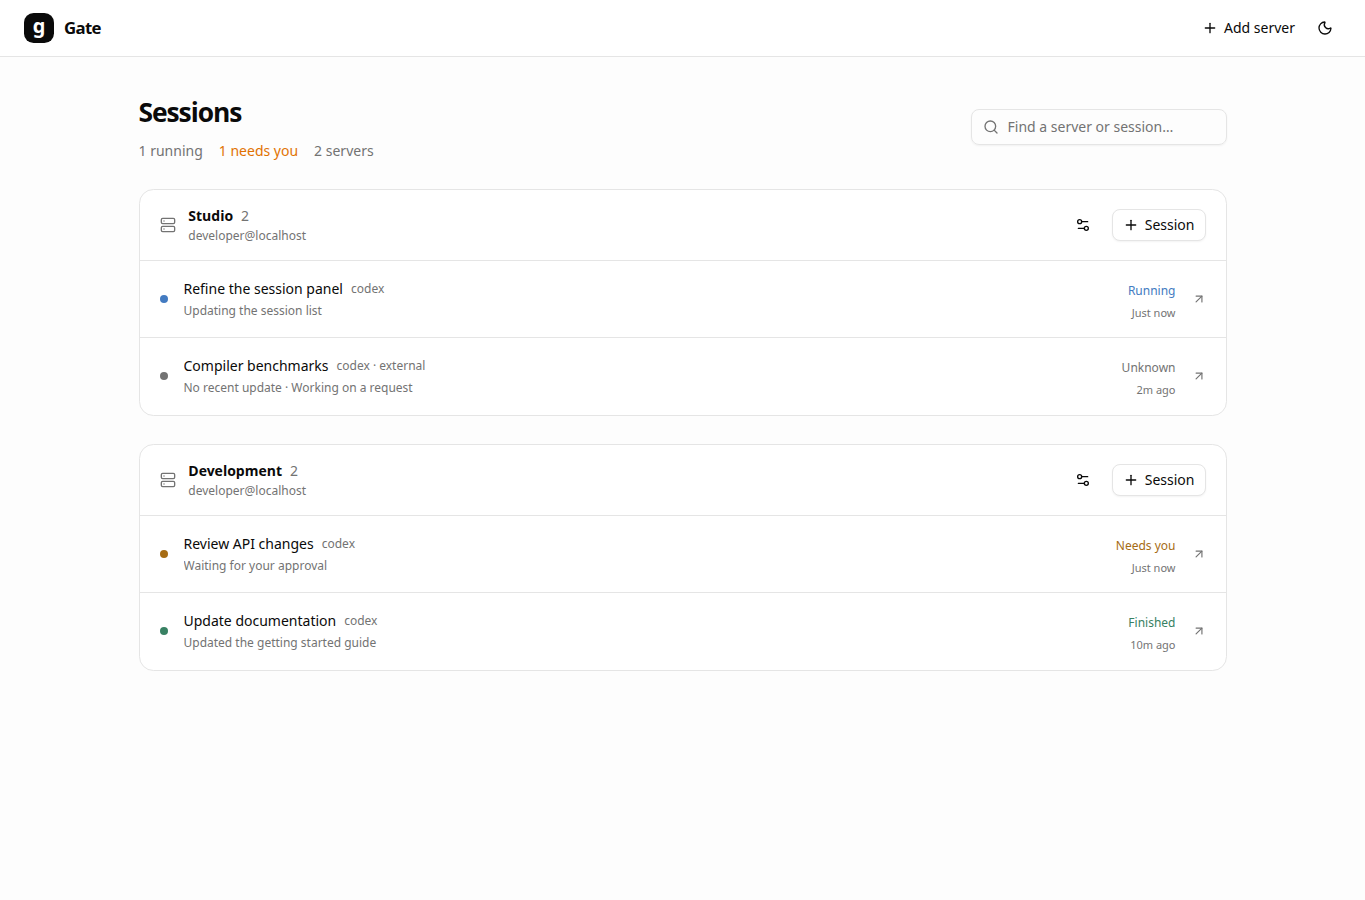 g Gate
Add server
Sessions
Find a server or session...
1 running 1 needs you 2 servers
Studio 2
developer@localhost
Session
Refine the session panel codex
Updating the session list
Running
Just now
Compiler benchmarks codex · external
No recent update · Working on a request
Unknown
2m ago
Development 2
developer@localhost
Session
Review API changes codex
Waiting for your approval
Needs you
Just now
Update documentation codex
Updated the getting started guide
Finished
10m ago